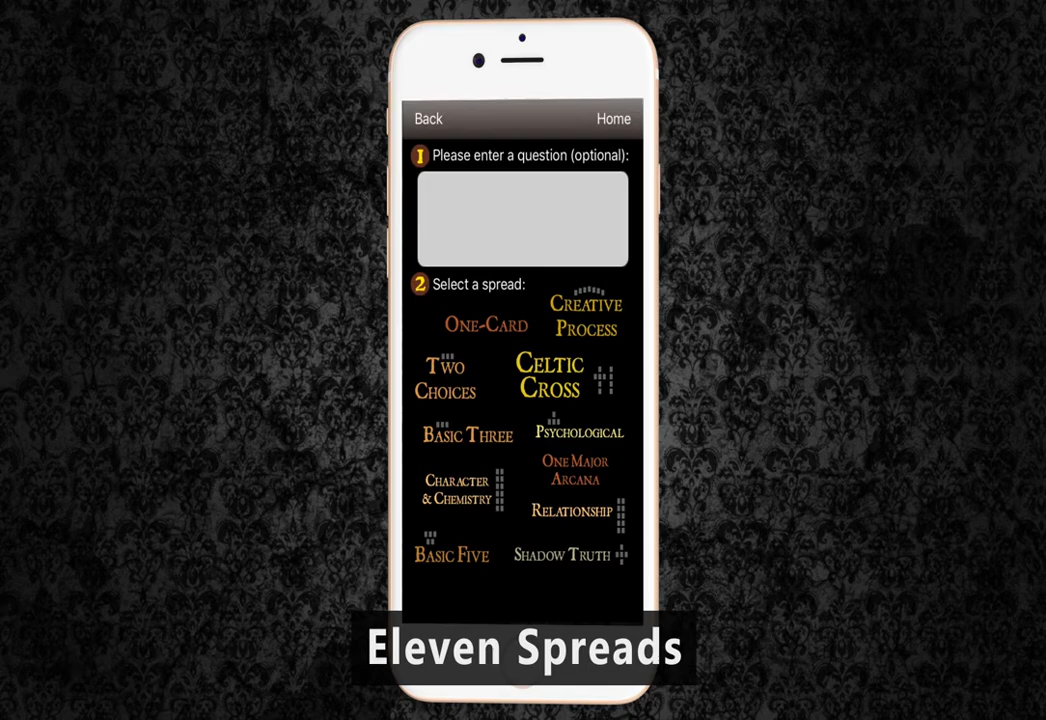 Back Home
1 Please enter a question (optional):
2 Select a spread:
One-Card
Creative
Process
Two
Choices
Celtic
Cross
Basic Three
Psychological
One Major
Arcana
Character
& Chemistry
Relationship
Basic Five
Shadow Truth
Eleven Spreads